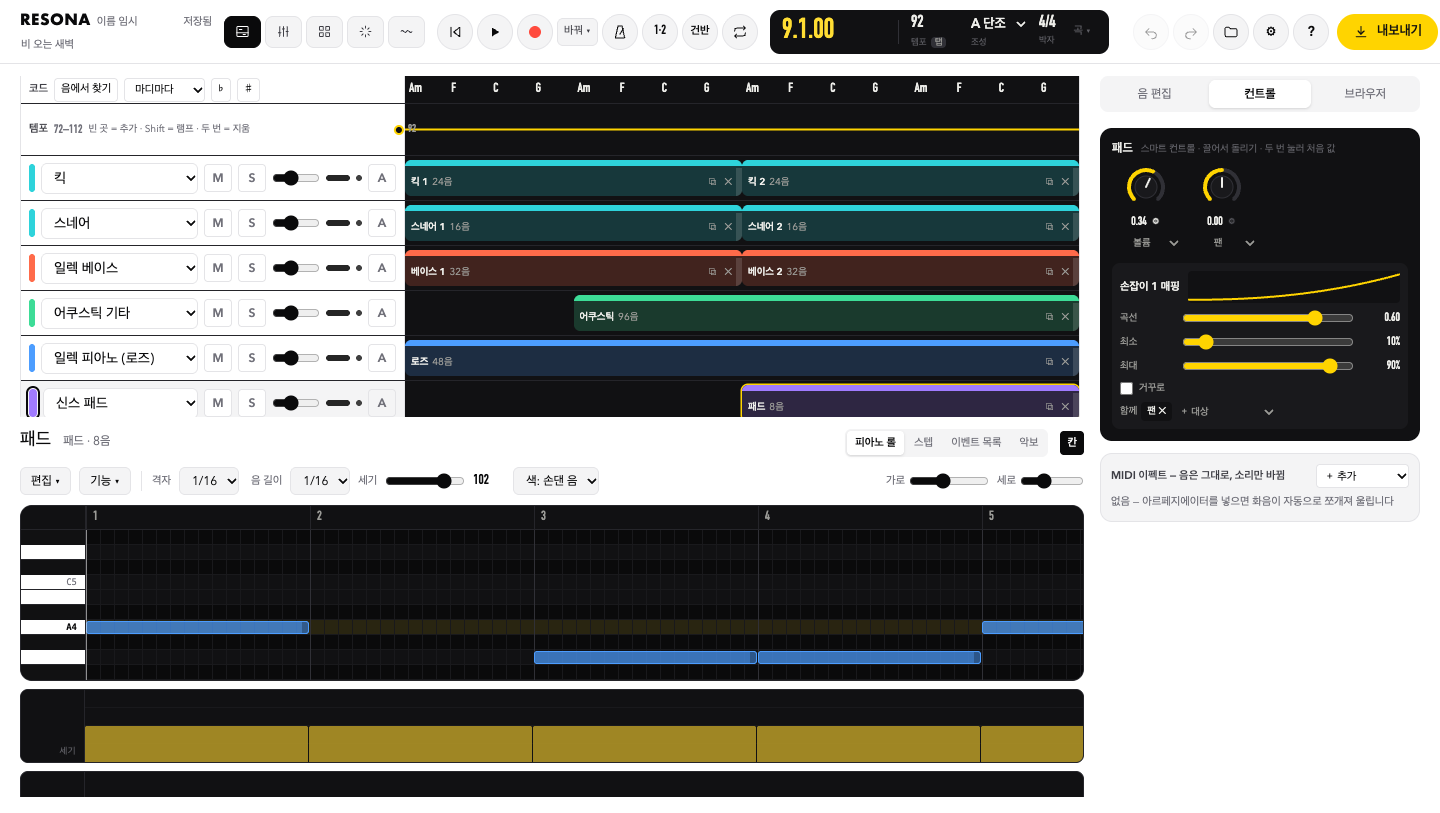 RESONA 이름 임시 저장됨
비 오는 새벽
바꿔 ▾
1·2
건반
9.1.00
92
템포 탭
A 단조
조성
4/4
박자
곡 ▾
?
내보내기
코드 음에서 찾기 마디마다 ♭ #
Am F C G Am F C G Am F C G Am F C G
템포 72–112 빈 곳 = 추가 · Shift = 램프 · 두 번 = 지움
92
킥 M S A
킥 1 24음
킥 2 24음
스네어 M S A
스네어 1 16음
스네어 2 16음
일렉 베이스 M S A
베이스 1 32음
베이스 2 32음
어쿠스틱 기타 M S A
어쿠스틱 96음
일렉 피아노 (로즈) M S A
로즈 48음
신스 패드 M S A
패드 8음
패드 패드 · 8음
피아노 롤 스텝 이벤트 목록 악보 칸
편집 ▾ 기능 ▾ 격자 1/16 음 길이 1/16 세기 102 색: 손댄 음 가로 세로
1 2 3 4 5
C5
A4
세기
음 편집 컨트롤 브라우저
패드 스마트 컨트롤 · 끌어서 돌리기 · 두 번 눌러 처음 값
0.34 0.00
볼륨 팬
손잡이 1 매핑
곡선 0.60
최소 10%
최대 90%
거꾸로
함께 팬 ✕ + 대상
MIDI 이펙트 – 음은 그대로, 소리만 바뀜 + 추가
없음 – 아르페지에이터를 넣으면 화음이 자동으로 쪼개져 울립니다